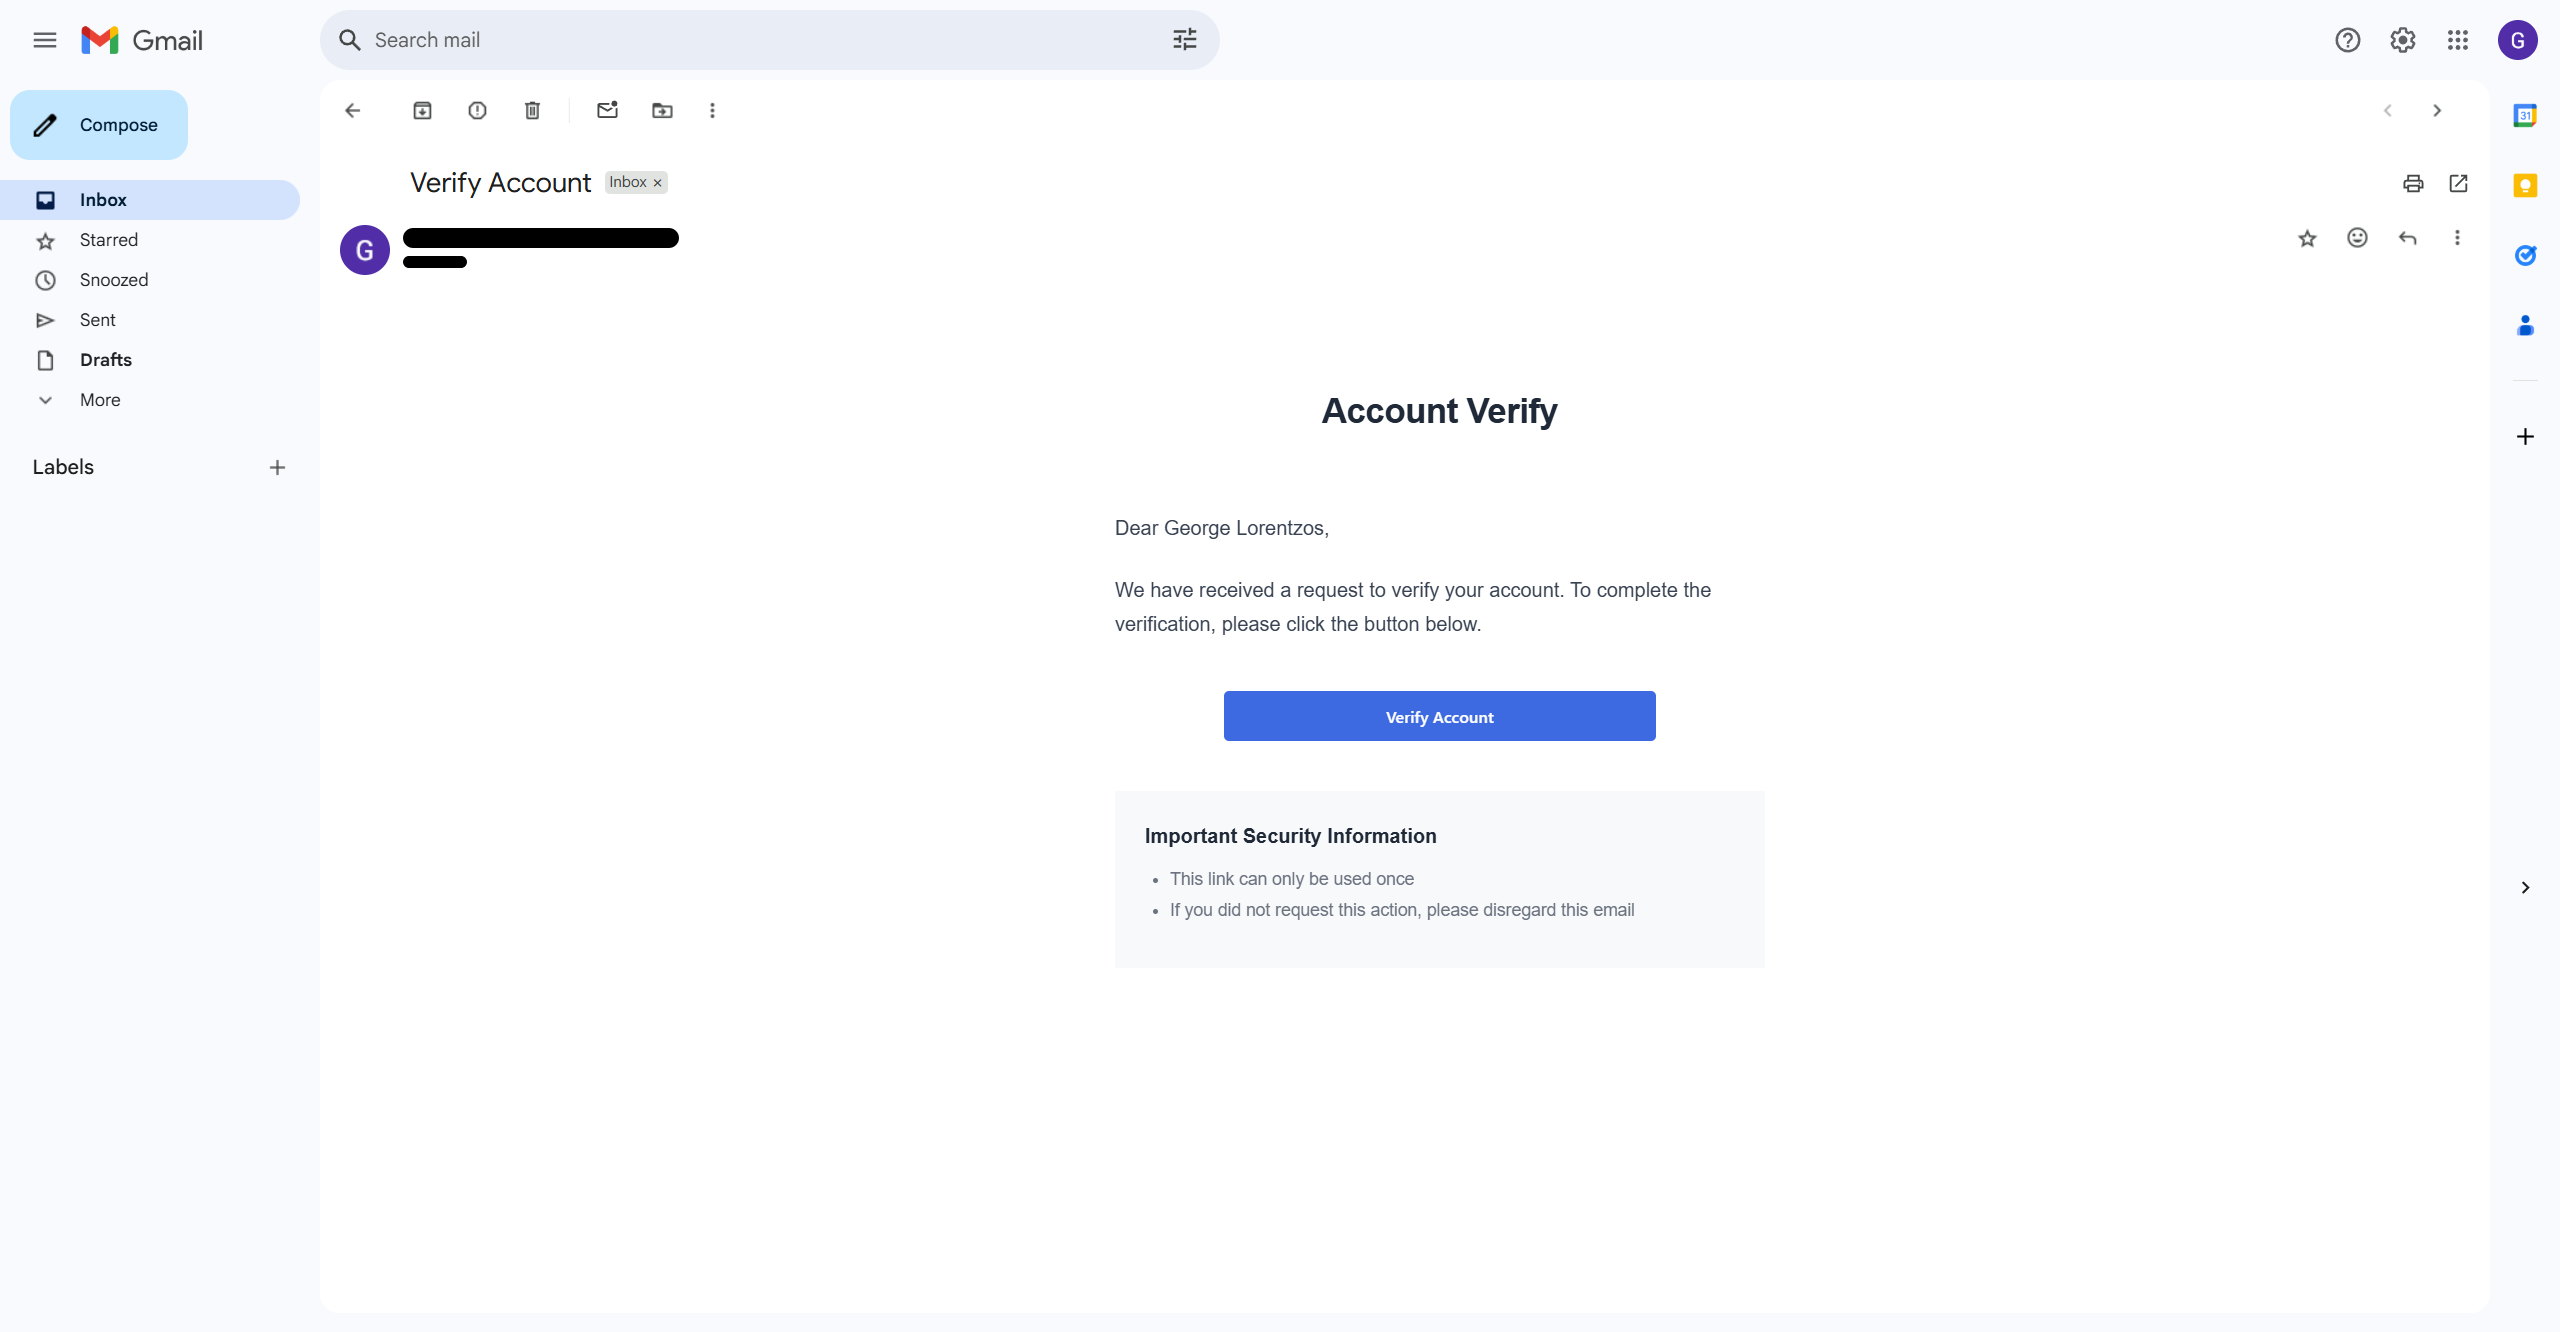 Gmail
Search mail
G
Compose
Inbox
Starred
Snoozed
Sent
Drafts
More
Labels
Verify Account Inbox ×
G
31
Account Verify
Dear George Lorentzos,
We have received a request to verify your account. To complete the
verification, please click the button below.
Verify Account
Important Security Information
• This link can only be used once
• If you did not request this action, please disregard this email